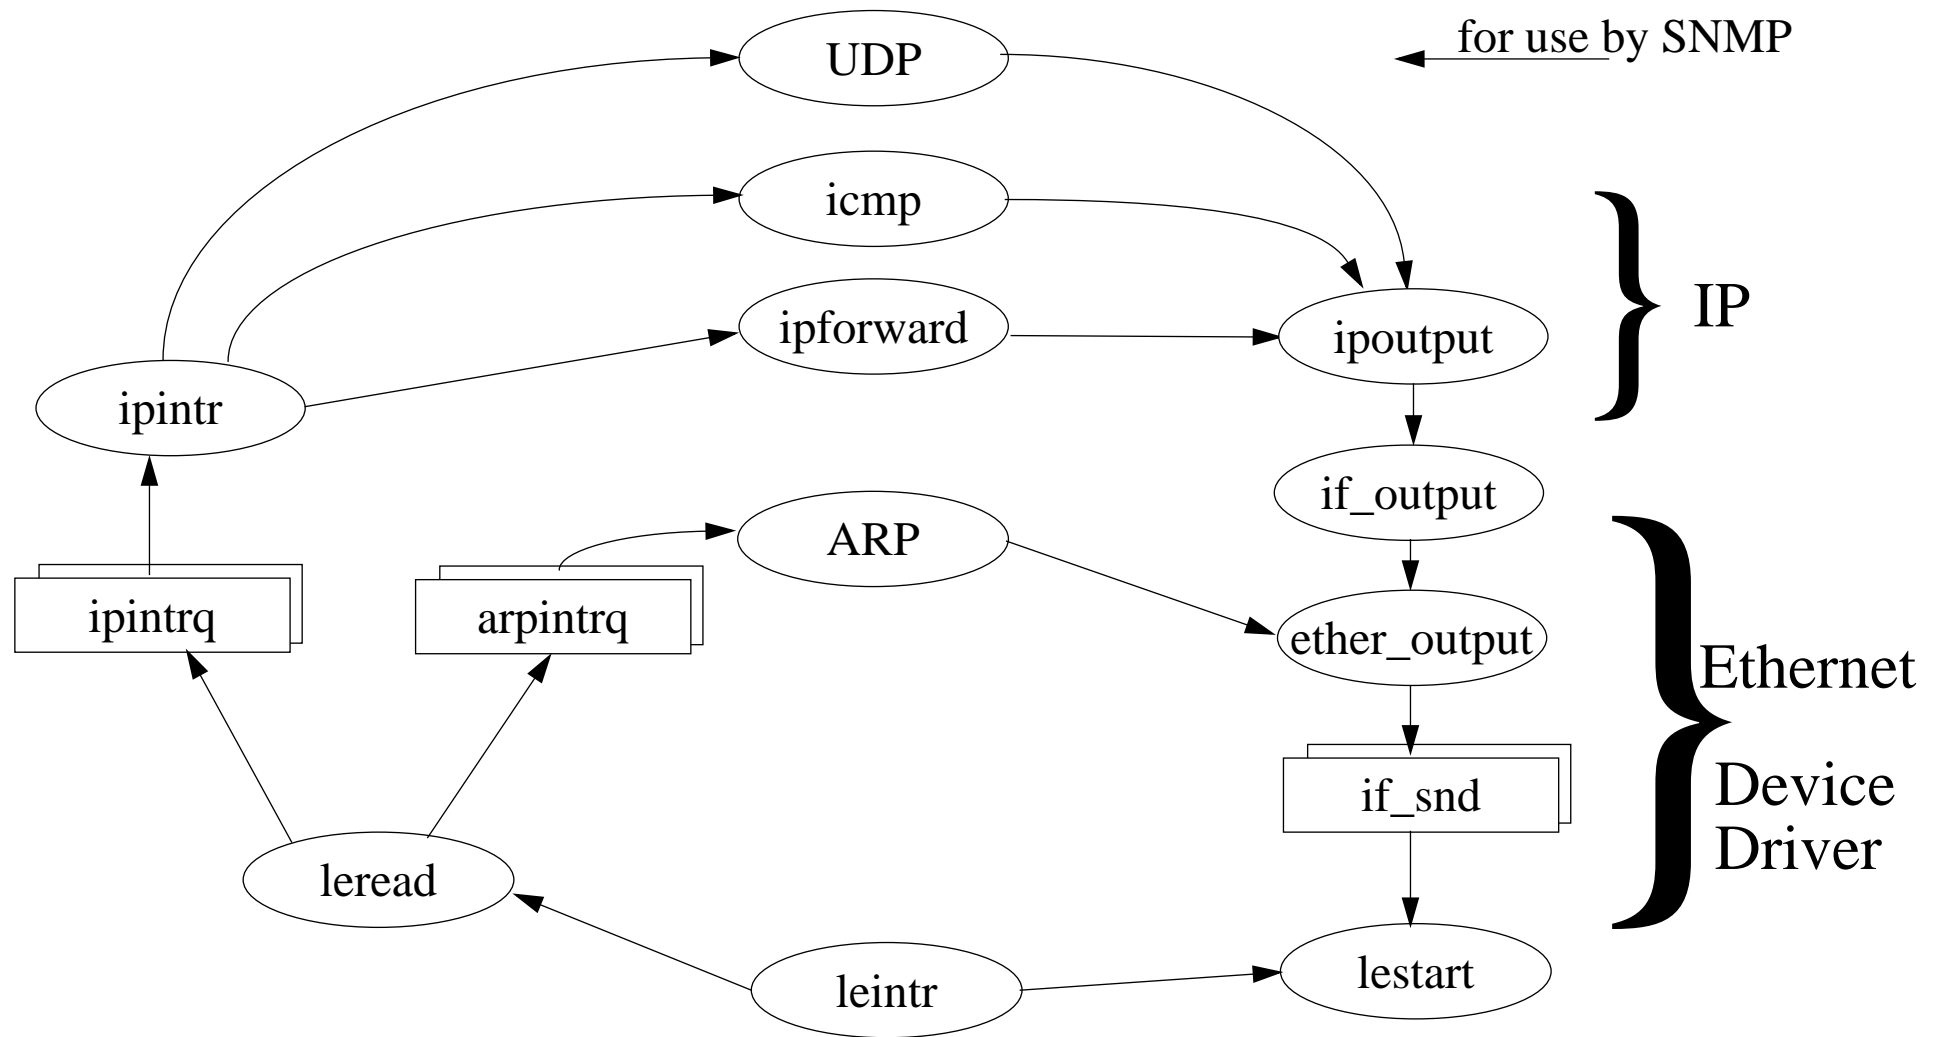 UDP
for use by SNMP
icmp
ipforward
ipoutput
IP
ipintr
if_output
ARP
ipintrq
arpintrq
ether_output
Ethernet
Device
Driver
if_snd
leread
leintr
lestart